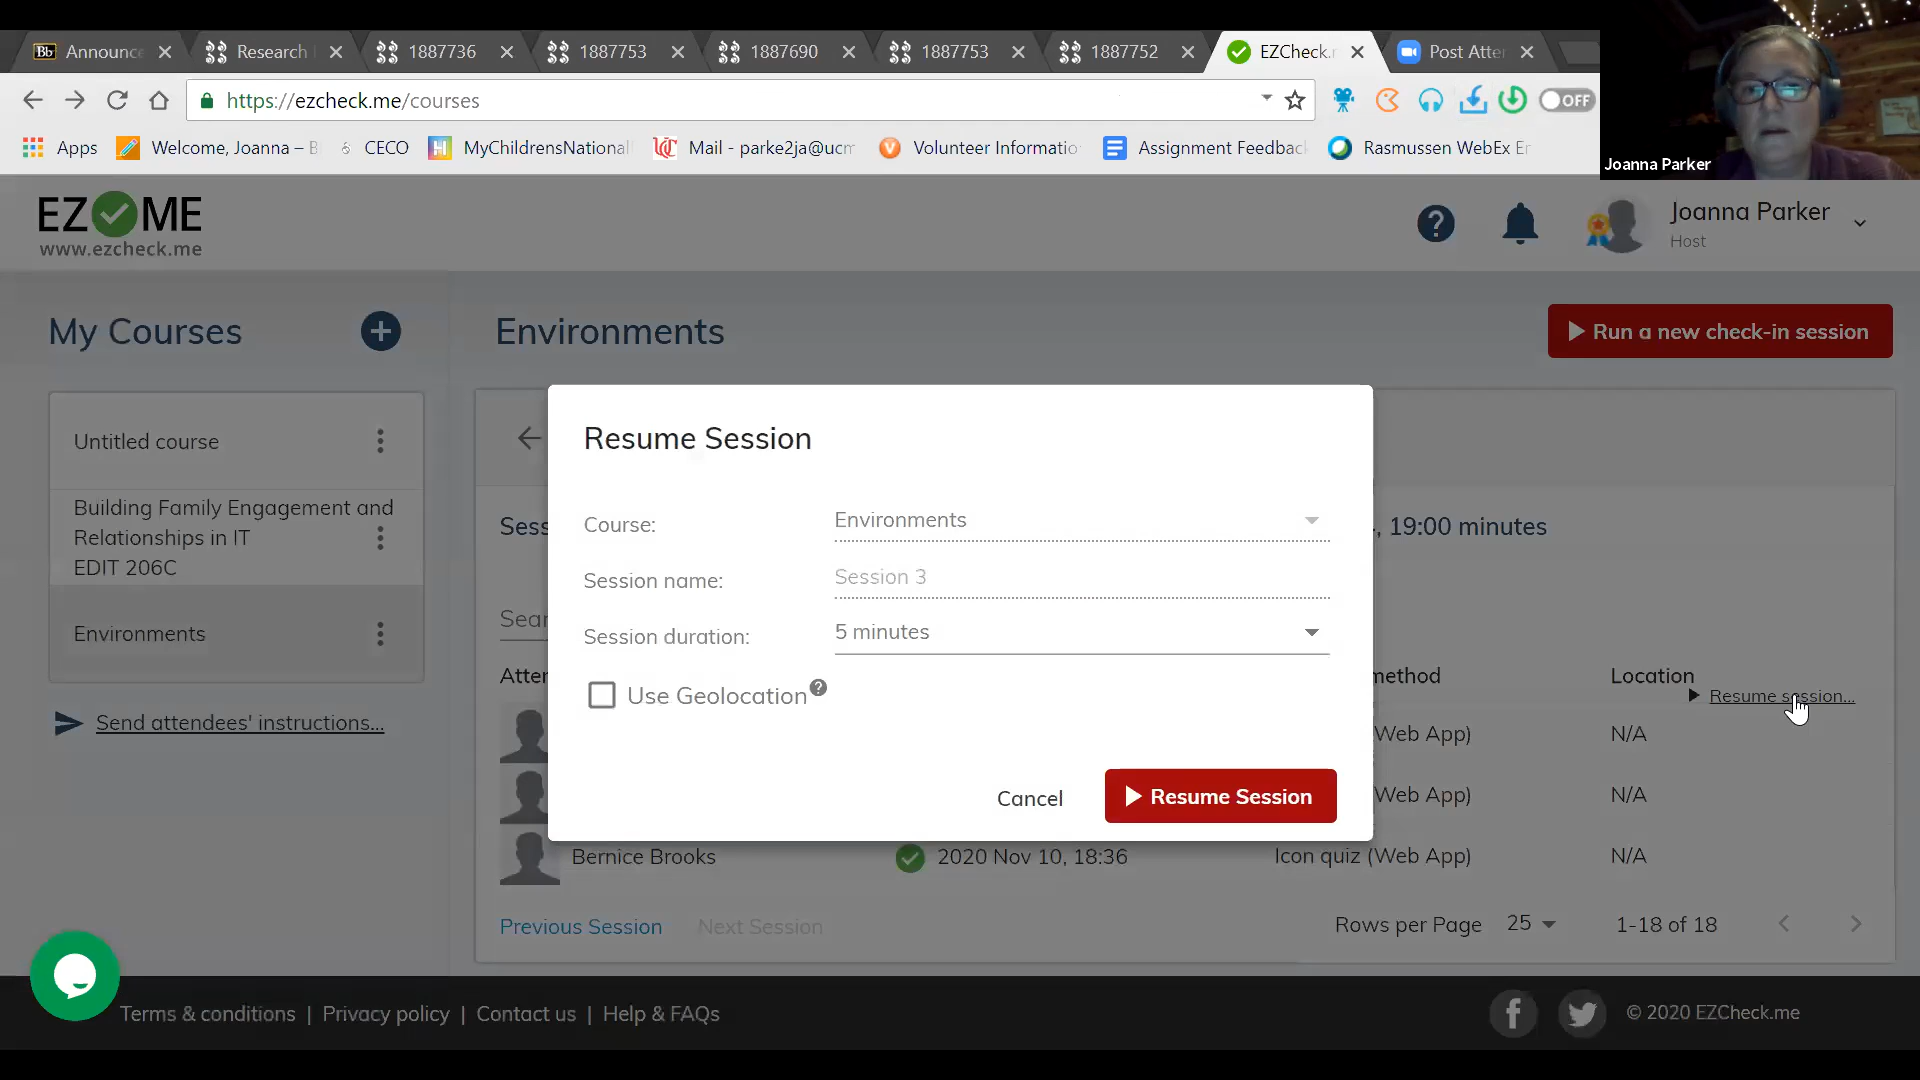 Announce
Research
1887736
1887753
1887690
1887753
1887752
EZCheck.
Post Atte
https://ezcheck.me/courses
OFF
Apps
Welcome, Joanna – B
CECO
MyChildrensNational
Mail - parke2ja@ucm
Volunteer Informatio
Assignment Feedback
Rasmussen WebEx En
Joanna Parker
EZ ME
www.ezcheck.me
Joanna Parker
Host
My Courses
Environments
Run a new check-in session
Untitled course
Building Family Engagement and
Relationships in IT
EDIT 206C
Environments
Send attendees' instructions...
Resume Session
Course:
Environments
Session name:
Session 3
Session duration:
5 minutes
Use Geolocation
Cancel
Resume Session
Sess
, 19:00 minutes
Sear
Atter
method
Location
Resume session...
(Web App)
N/A
(Web App)
N/A
Bernice Brooks
2020 Nov 10, 18:36
Icon quiz (Web App)
N/A
Previous Session
Next Session
Rows per Page
25
1-18 of 18
Terms & conditions | Privacy policy | Contact us | Help & FAQs
© 2020 EZCheck.me